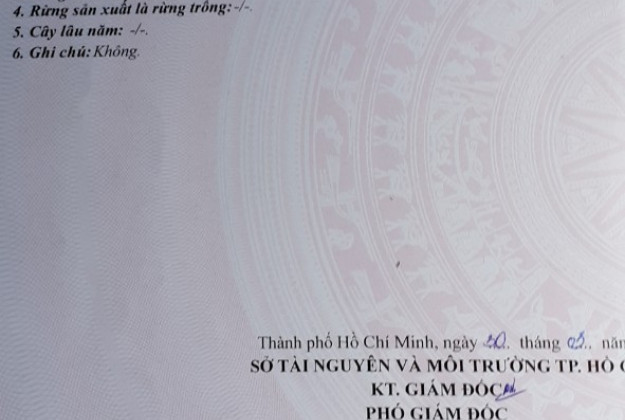 4. Rừng sản xuất là rừng trồng: -/-.
5. Cây lâu năm: -/-.
6. Ghi chú: Không.
Thành phố Hồ Chí Minh, ngày 20. tháng 03.. năm
SỞ TÀI NGUYÊN VÀ MÔI TRƯỜNG TP. HỒ
KT. GIÁM ĐỐC
PHÓ GIÁM ĐỐC